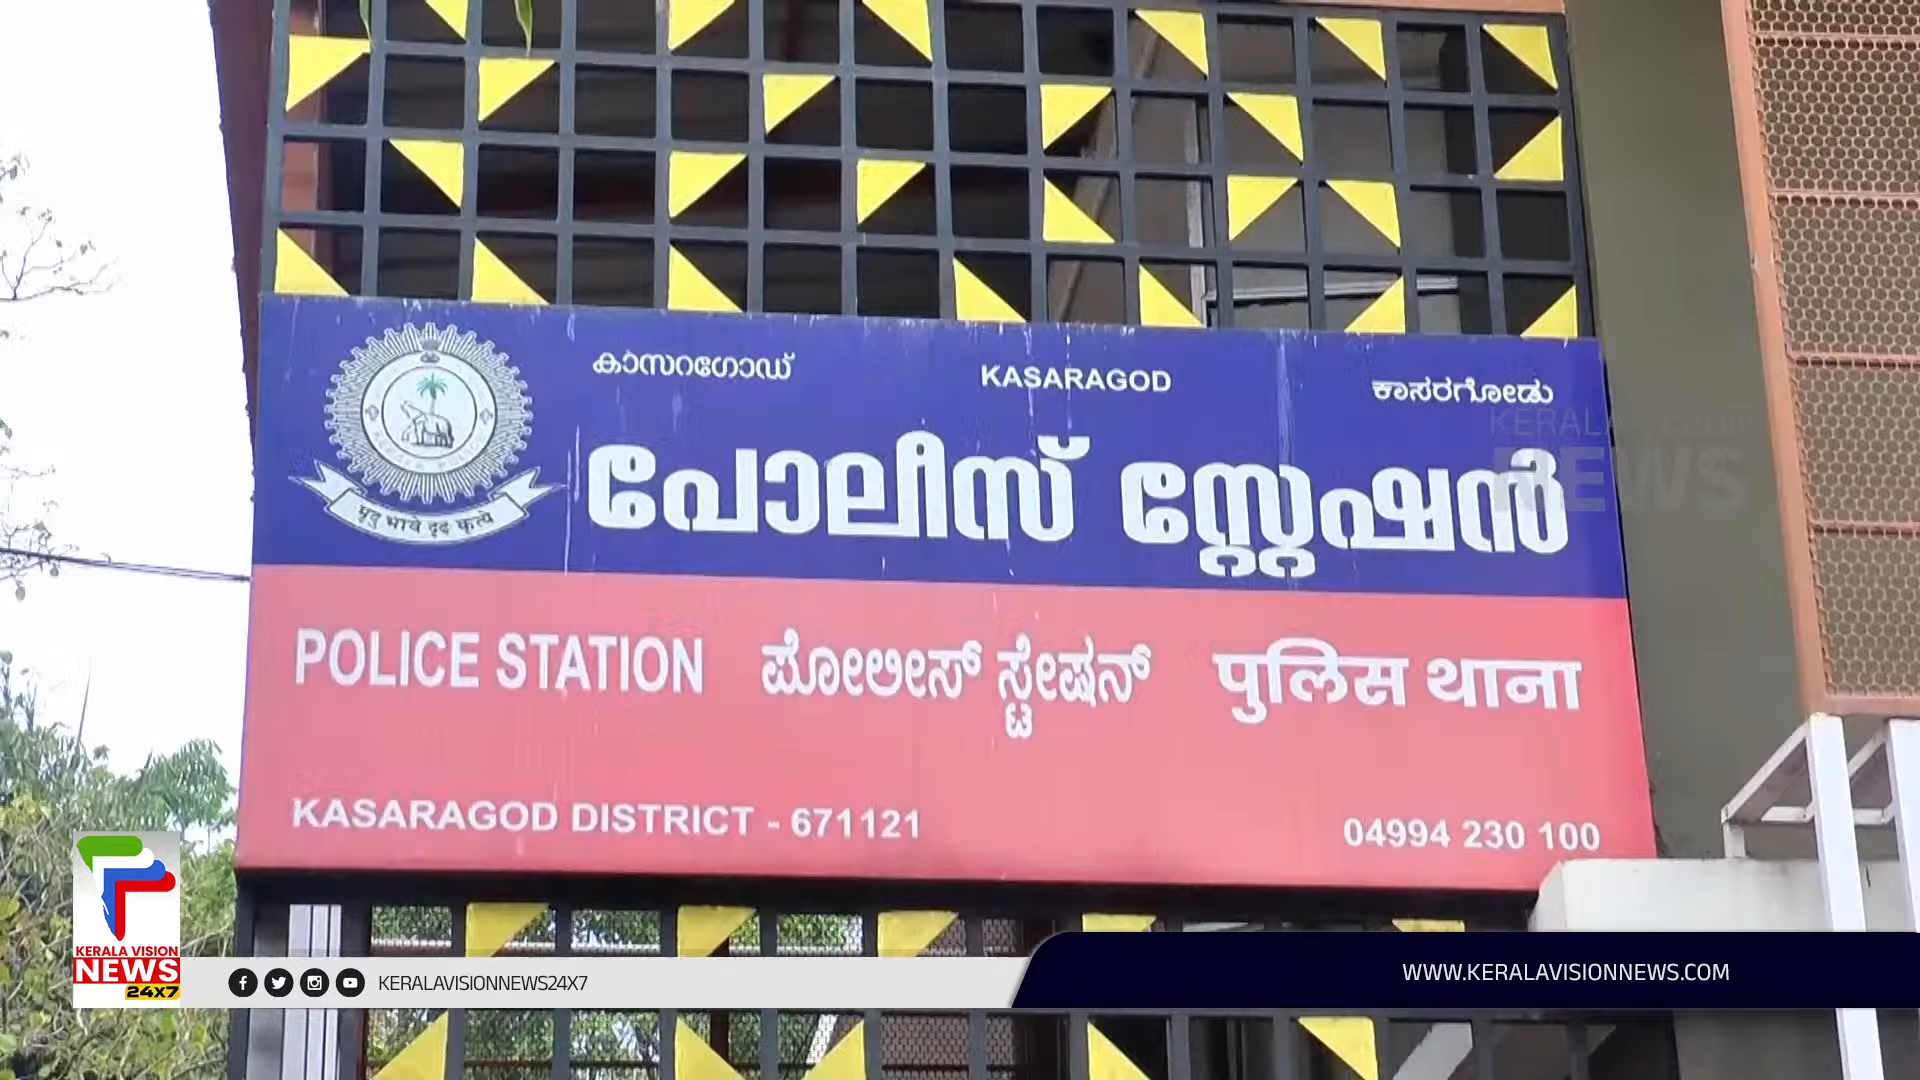 കാസറഗോഡ് KASARAGOD ಕಾಸರಗೋಡು
പോലീസ് സ്റ്റേഷൻ
मृदु भावे दृढ कृत्ये
POLICE STATION ಪೋಲೀಸ್ ಸ್ಟೇಷನ್ पुलिस थाना
KASARAGOD DISTRICT - 671121 04994 230 100
KERALA VISION
NEWS
24X7
KERALAVISIONNEWS24X7
WWW.KERALAVISIONNEWS.COM